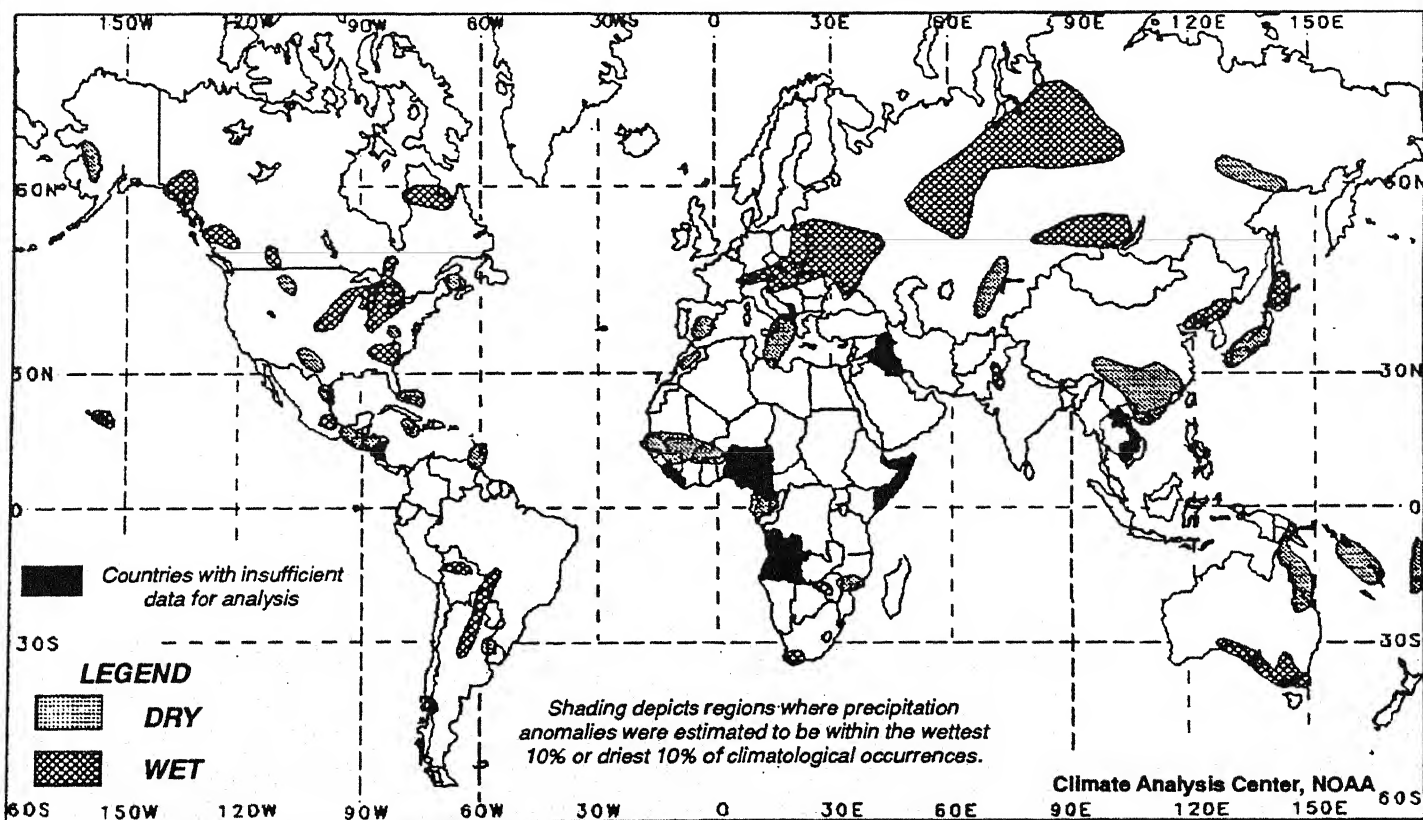 150W 90W 60W 30W 0 30E 60E 90E 120E 150E
60N 60N
30N 30N
0 0
Countries with insufficient
data for analysis
30S 30S
LEGEND
DRY
WET
Shading depicts regions where precipitation
anomalies were estimated to be within the wettest
10% or driest 10% of climatological occurrences.
Climate Analysis Center, NOAA
60S 150W 120W 90W 60W 30W 0 30E 60E 90E 120E 150E 60S